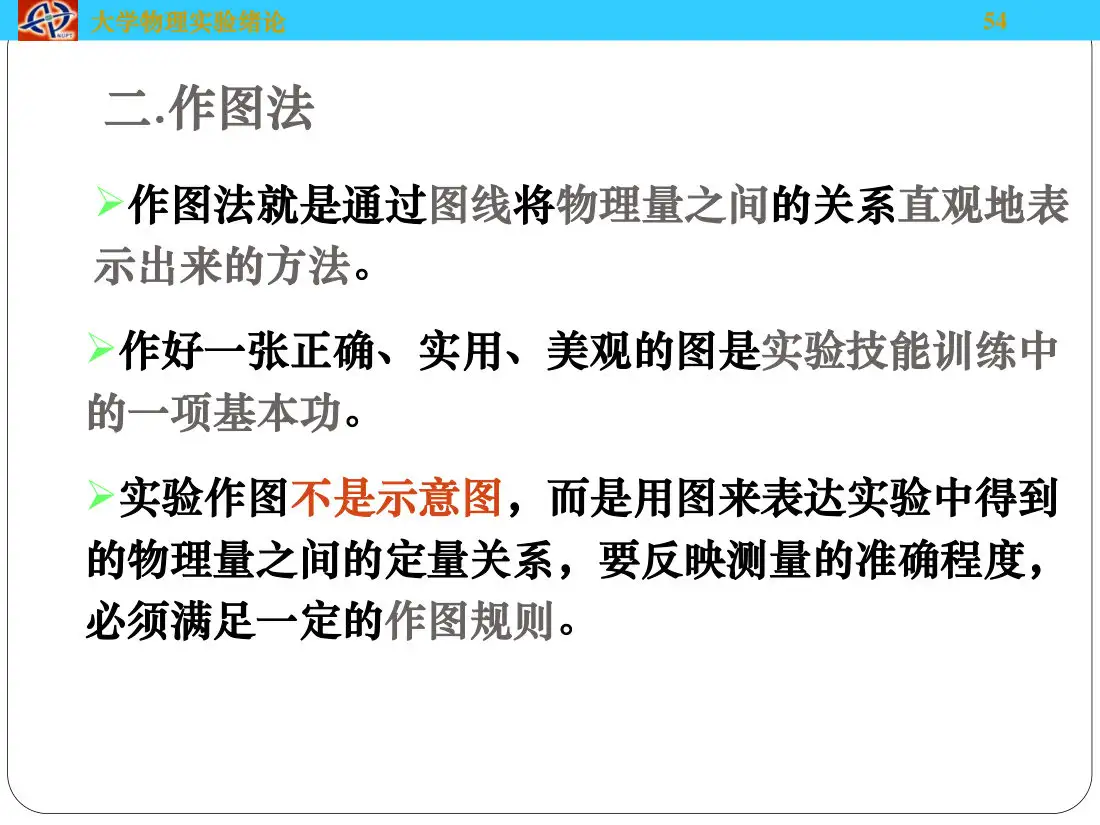 大学物理实验绪论 54
二.作图法
作图法就是通过图线将物理量之间的关系直观地表
示出来的方法。
作好一张正确、实用、美观的图是实验技能训练中
的一项基本功。
实验作图不是示意图，而是用图来表达实验中得到
的物理量之间的定量关系，要反映测量的准确程度，
必须满足一定的作图规则。